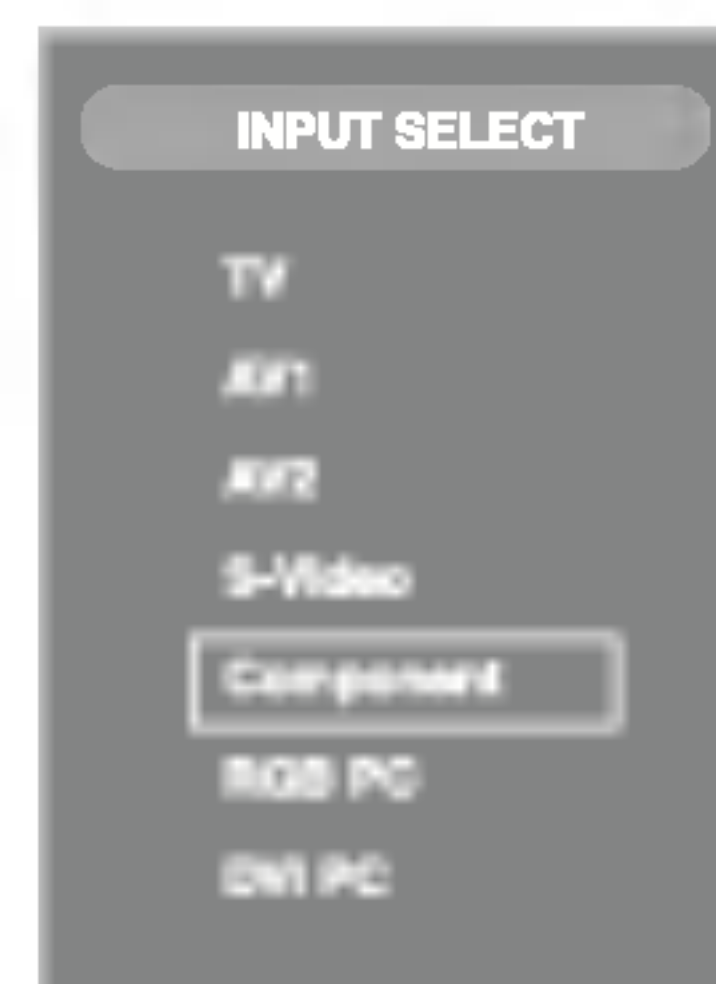 INPUT SELECT
TV
AV1
AV2
S-Video
Component
RGB PC
DVI PC